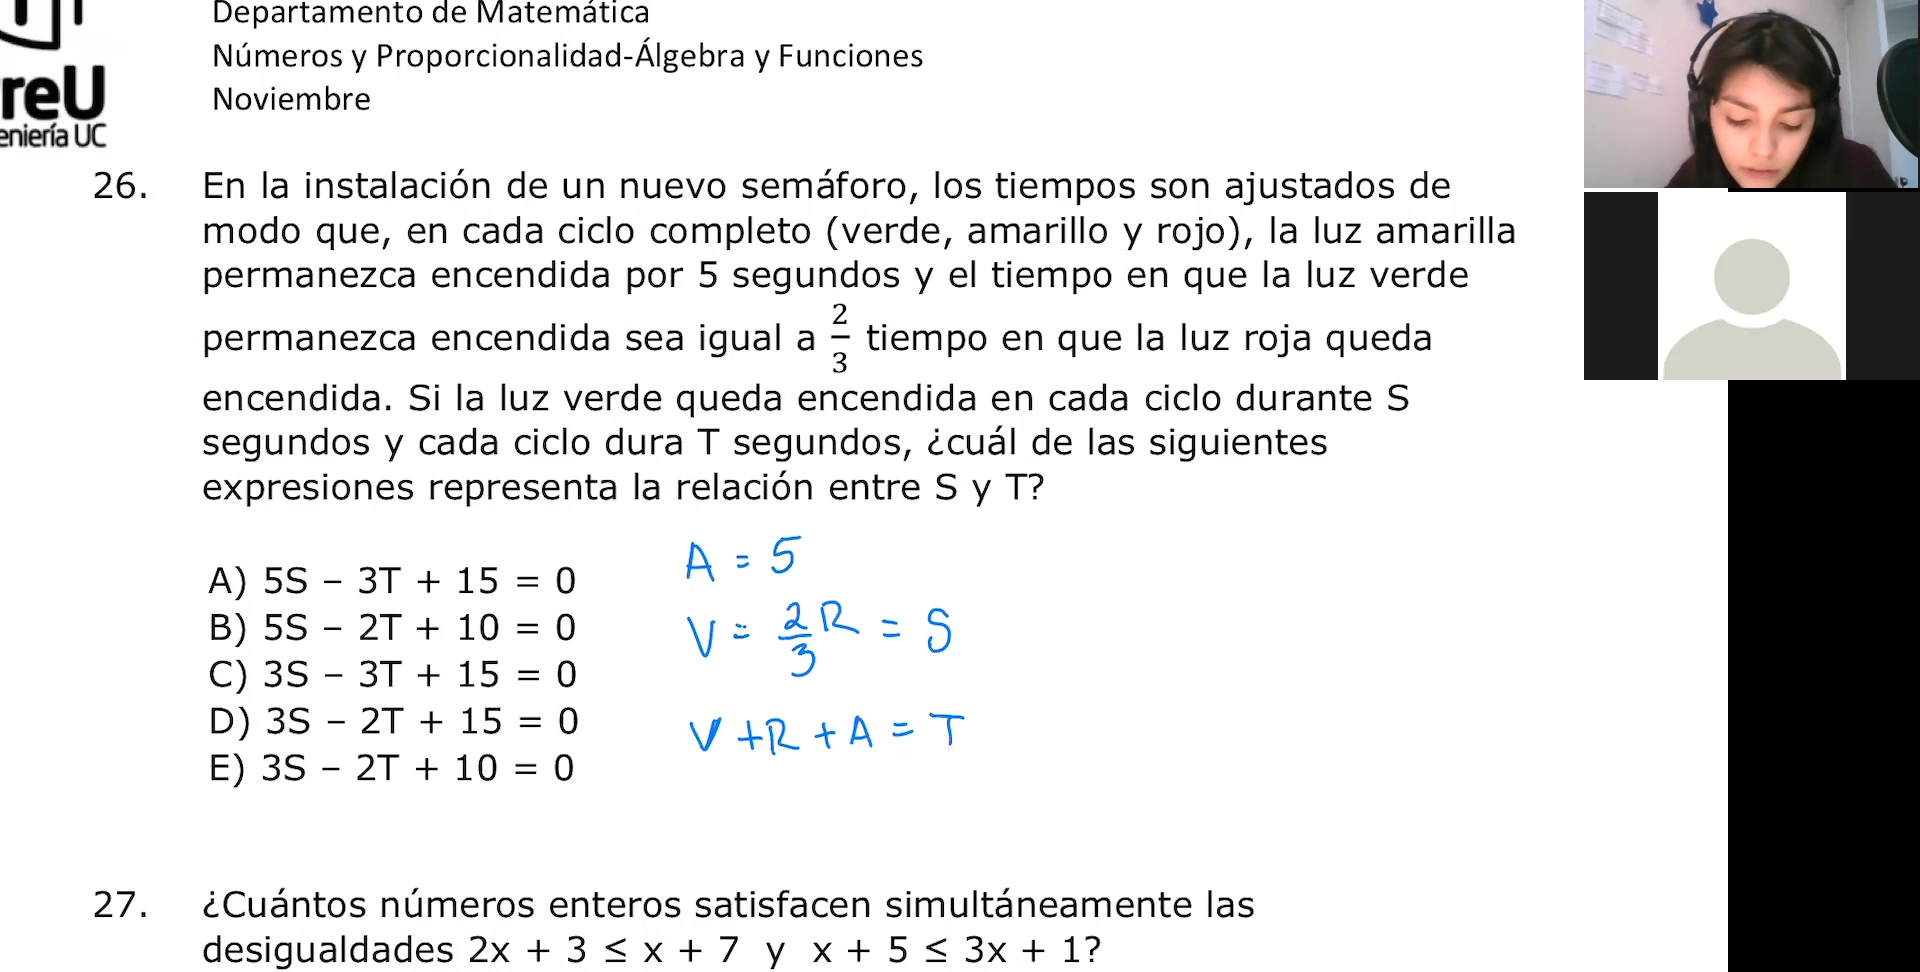 Departamento de Matemática
Números y Proporcionalidad-Álgebra y Funciones
Noviembre
reU
eniería UC
26. En la instalación de un nuevo semáforo, los tiempos son ajustados de
modo que, en cada ciclo completo (verde, amarillo y rojo), la luz amarilla
permanezca encendida por 5 segundos y el tiempo en que la luz verde
permanezca encendida sea igual a 2/3 tiempo en que la luz roja queda
encendida. Si la luz verde queda encendida en cada ciclo durante S
segundos y cada ciclo dura T segundos, ¿cuál de las siguientes
expresiones representa la relación entre S y T?
A) 5S – 3T + 15 = 0
B) 5S – 2T + 10 = 0
C) 3S – 3T + 15 = 0
D) 3S – 2T + 15 = 0
E) 3S – 2T + 10 = 0
A = 5
V = 2/3 R = S
V + R + A = T
27. ¿Cuántos números enteros satisfacen simultáneamente las
desigualdades 2x + 3 ≤ x + 7 y x + 5 ≤ 3x + 1?